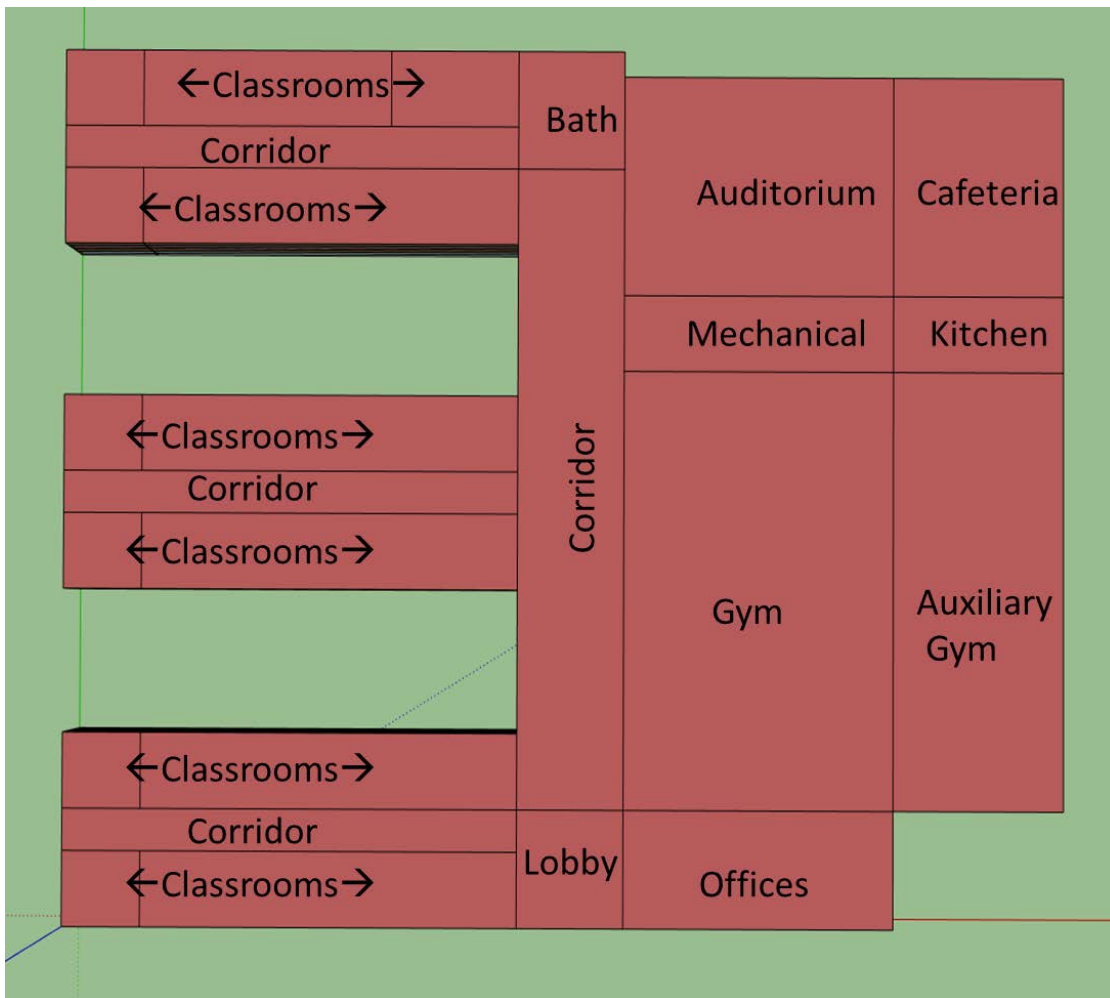 ←Classrooms→
Bath
Corridor
Auditorium
Cafeteria
←Classrooms→
Mechanical
Kitchen
←Classrooms→
Corridor
Corridor
←Classrooms→
Gym
Auxiliary
Gym
←Classrooms→
Corridor
Lobby
Offices
←Classrooms→